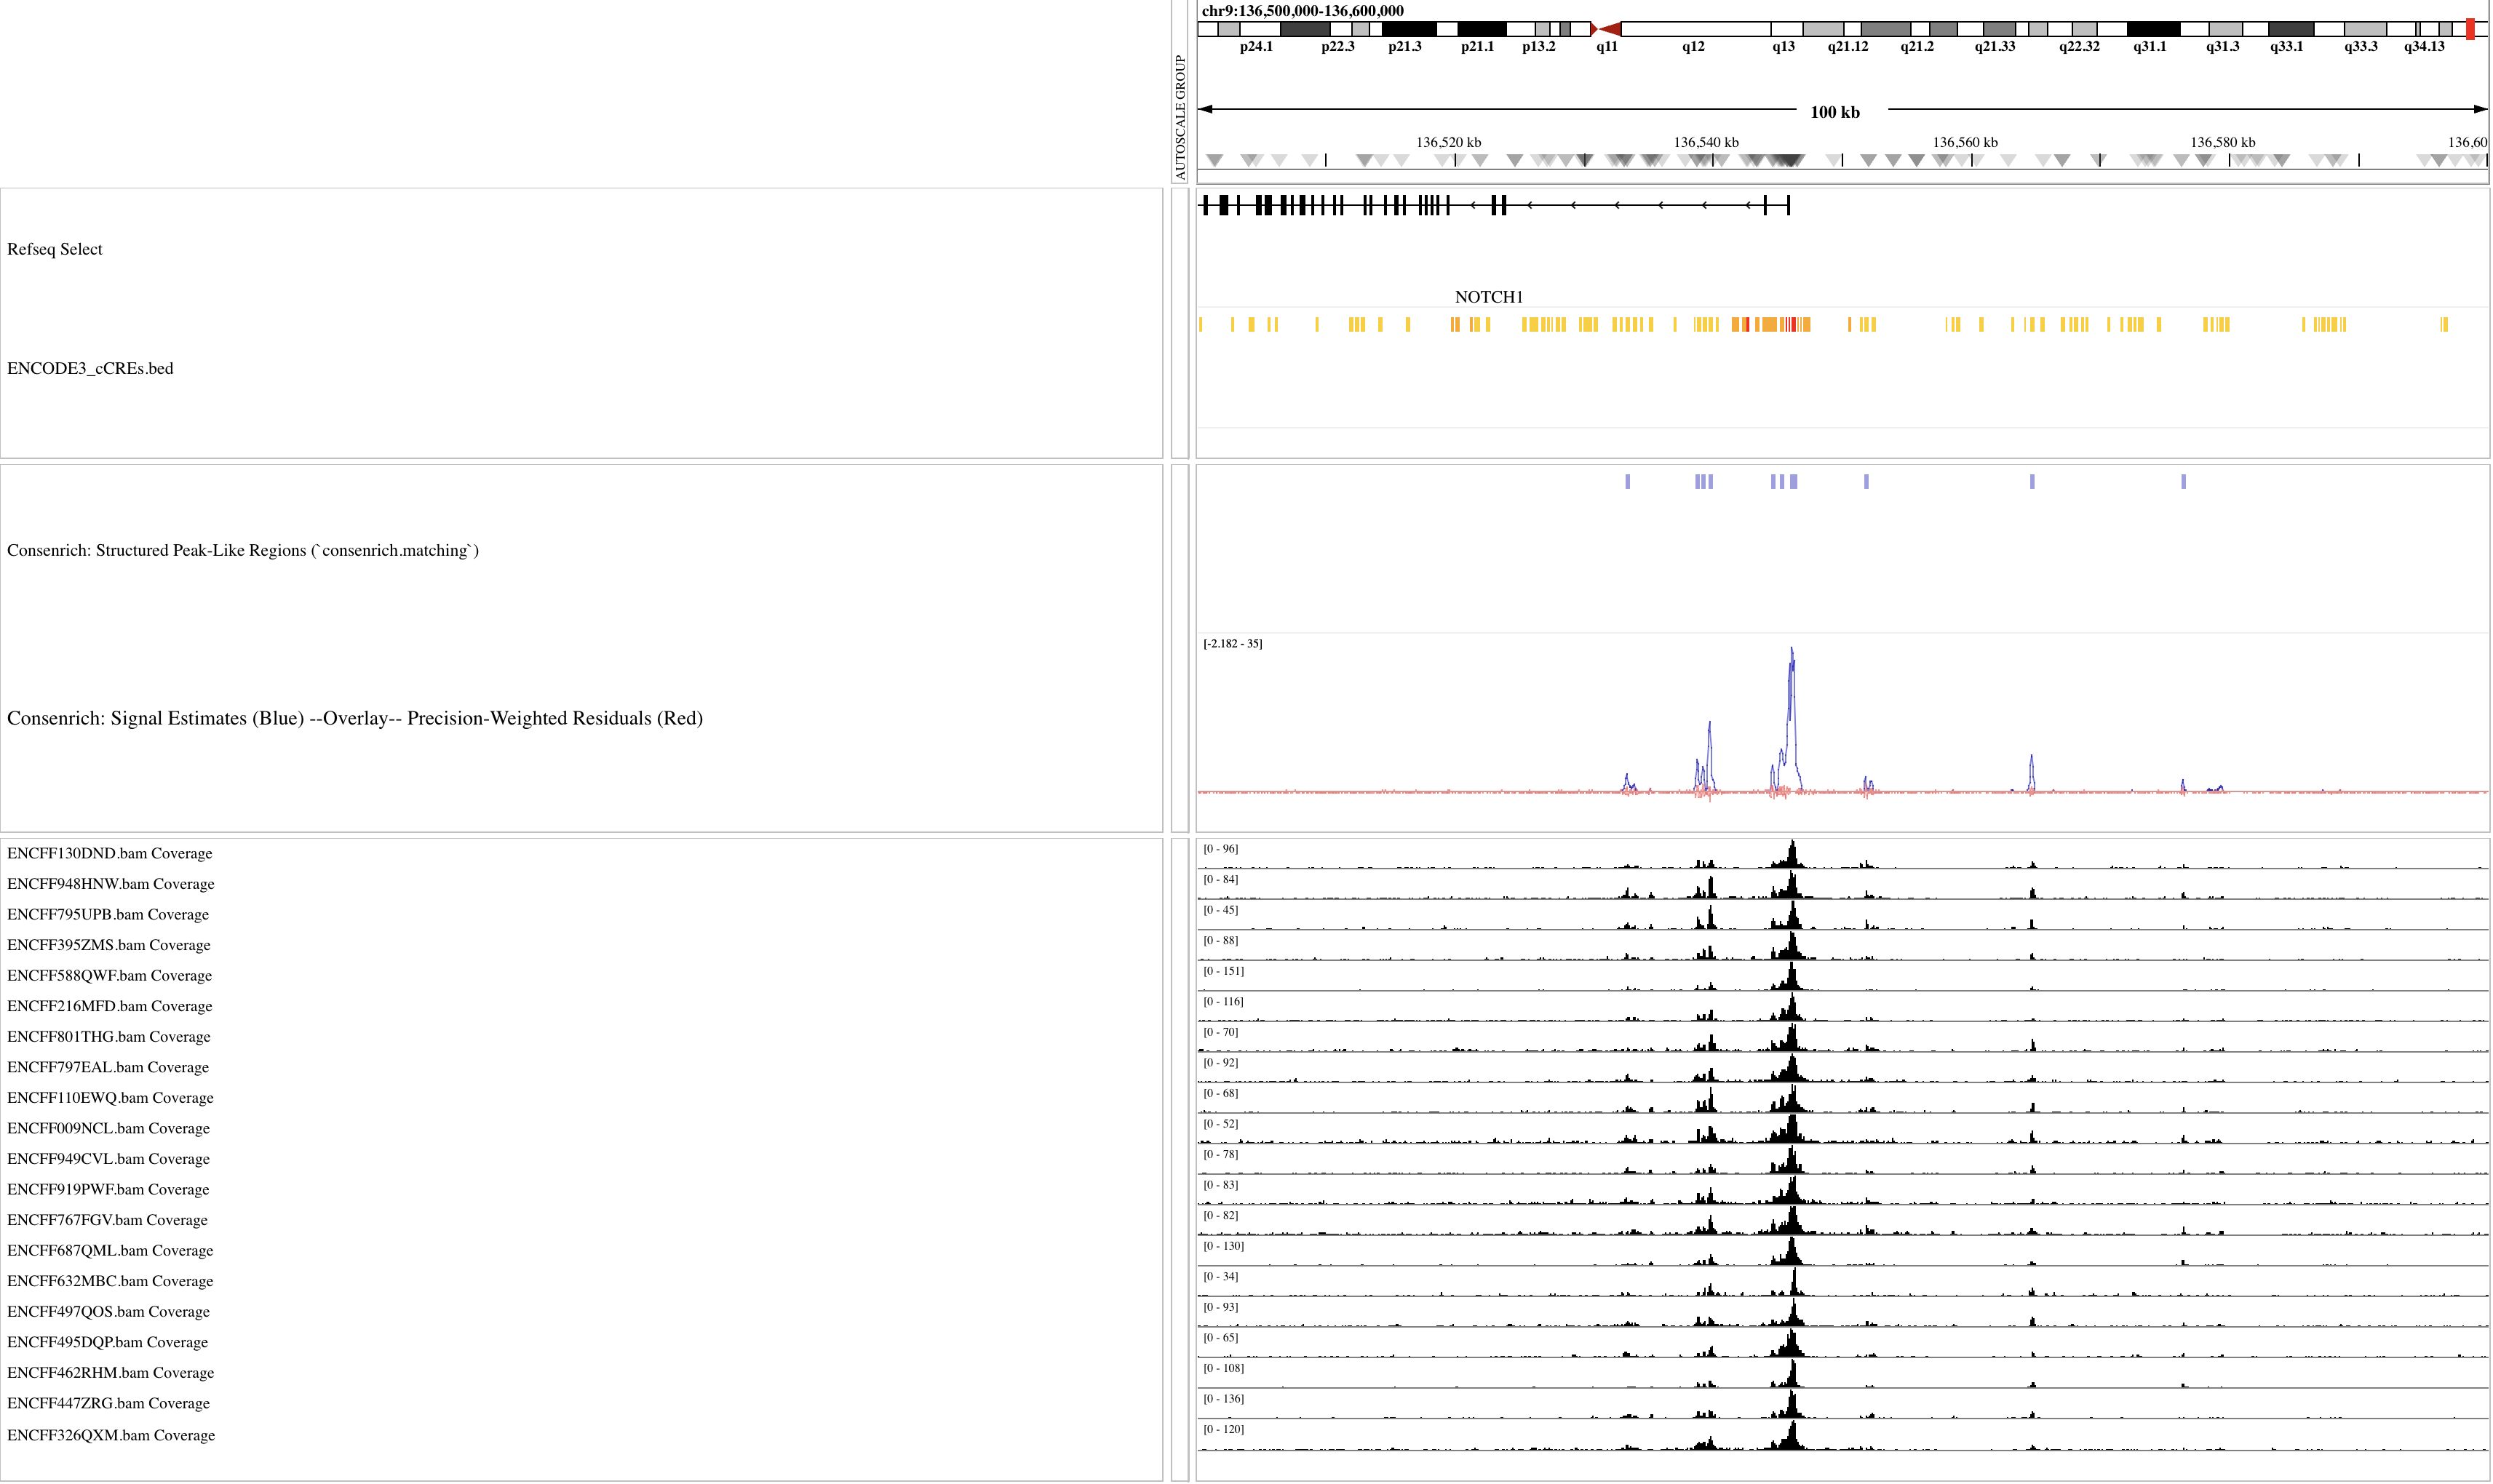 chr9:136,500,000-136,600,000
p24.1 p22.3 p21.3 p21.1 p13.2 q11 q12 q13 q21.12 q21.2 q21.33 q22.32 q31.1 q31.3 q33.1 q33.3 q34.13
AUTOSCALE GROUP
100 kb
136,520 kb 136,540 kb 136,560 kb 136,580 kb 136,60
Refseq Select
NOTCH1
ENCODE3_cCREs.bed
Consenrich: Structured Peak-Like Regions (`consenrich.matching`)
[-2.182 - 35]
Consenrich: Signal Estimates (Blue) --Overlay-- Precision-Weighted Residuals (Red)
ENCFF130DND.bam Coverage [0 - 96]
ENCFF948HNW.bam Coverage [0 - 84]
ENCFF795UPB.bam Coverage [0 - 45]
ENCFF395ZMS.bam Coverage [0 - 88]
ENCFF588QWF.bam Coverage [0 - 151]
ENCFF216MFD.bam Coverage [0 - 116]
ENCFF801THG.bam Coverage [0 - 70]
ENCFF797EAL.bam Coverage [0 - 92]
ENCFF110EWQ.bam Coverage [0 - 68]
ENCFF009NCL.bam Coverage [0 - 52]
ENCFF949CVL.bam Coverage [0 - 78]
ENCFF919PWF.bam Coverage [0 - 83]
ENCFF767FGV.bam Coverage [0 - 82]
ENCFF687QML.bam Coverage [0 - 130]
ENCFF632MBC.bam Coverage [0 - 34]
ENCFF497QOS.bam Coverage [0 - 93]
ENCFF495DQP.bam Coverage [0 - 65]
ENCFF462RHM.bam Coverage [0 - 108]
ENCFF447ZRG.bam Coverage [0 - 136]
ENCFF326QXM.bam Coverage [0 - 120]